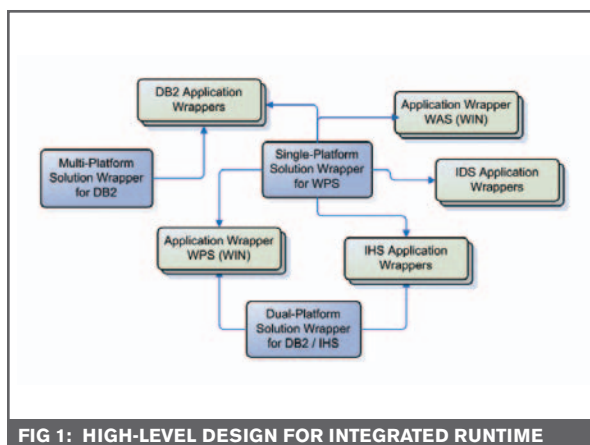 DB2 Application
Wrappers
Application Wrapper
WAS (WIN)
Multi-Platform
Solution Wrapper
for DB2
Single-Platform
Solution Wrapper
for WPS
IDS Application
Wrappers
Application Wrapper
WPS (WIN)
IHS Application
Wrappers
Dual-Platform
Solution Wrapper
for DB2 / IHS
FIG 1: HIGH-LEVEL DESIGN FOR INTEGRATED RUNTIME